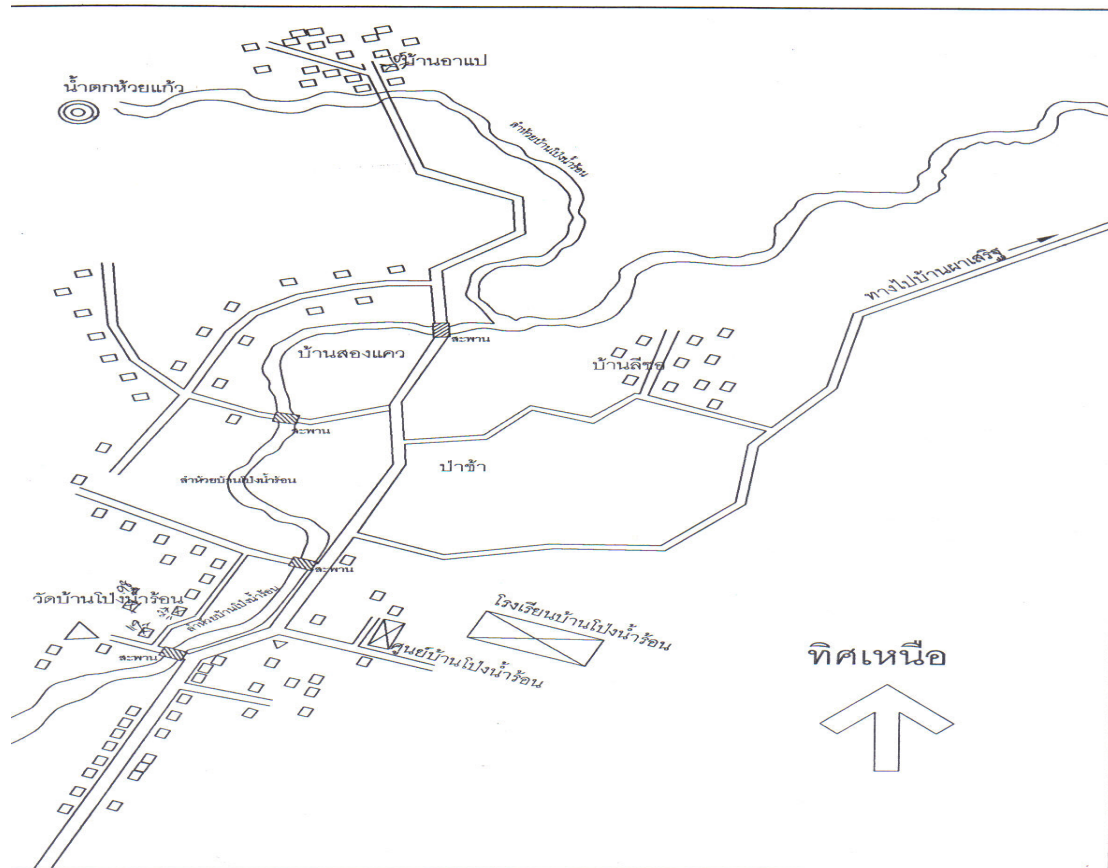 บ้านอาแป
น้ำตกห้วยแก้ว
ลำห้วยบ้านโป่งน้ำร้อน
ทางไปบ้านผาเสริฐ
สะพาน
บ้านสองแคว
บ้านลีซอ
สะพาน
ป่าช้า
ลำห้วยบ้านโป่งน้ำร้อน
สะพาน
วัดบ้านโป่งน้ำร้อน
ลำห้วยบ้านโป่งน้ำร้อน
โรงเรียนบ้านโป่งน้ำร้อน
สะพาน
ศูนย์บ้านโป่งน้ำร้อน
ทิศเหนือ